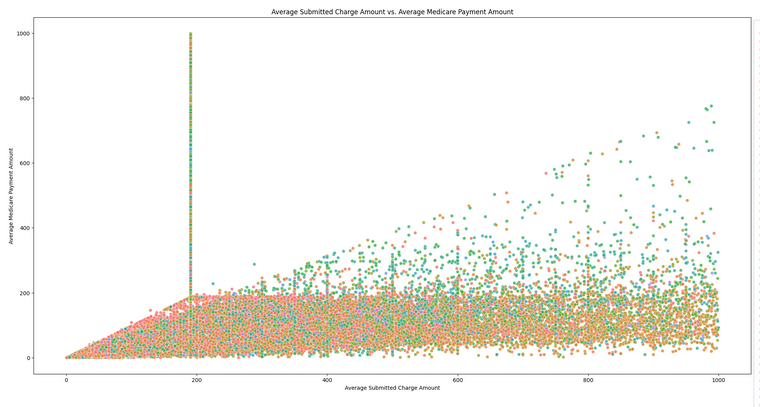 Average Submitted Charge Amount vs. Average Medicare Payment Amount
1000
800
600
400
200
0
Average Medicare Payment Amount
0 200 400 600 800 1000
Average Submitted Charge Amount